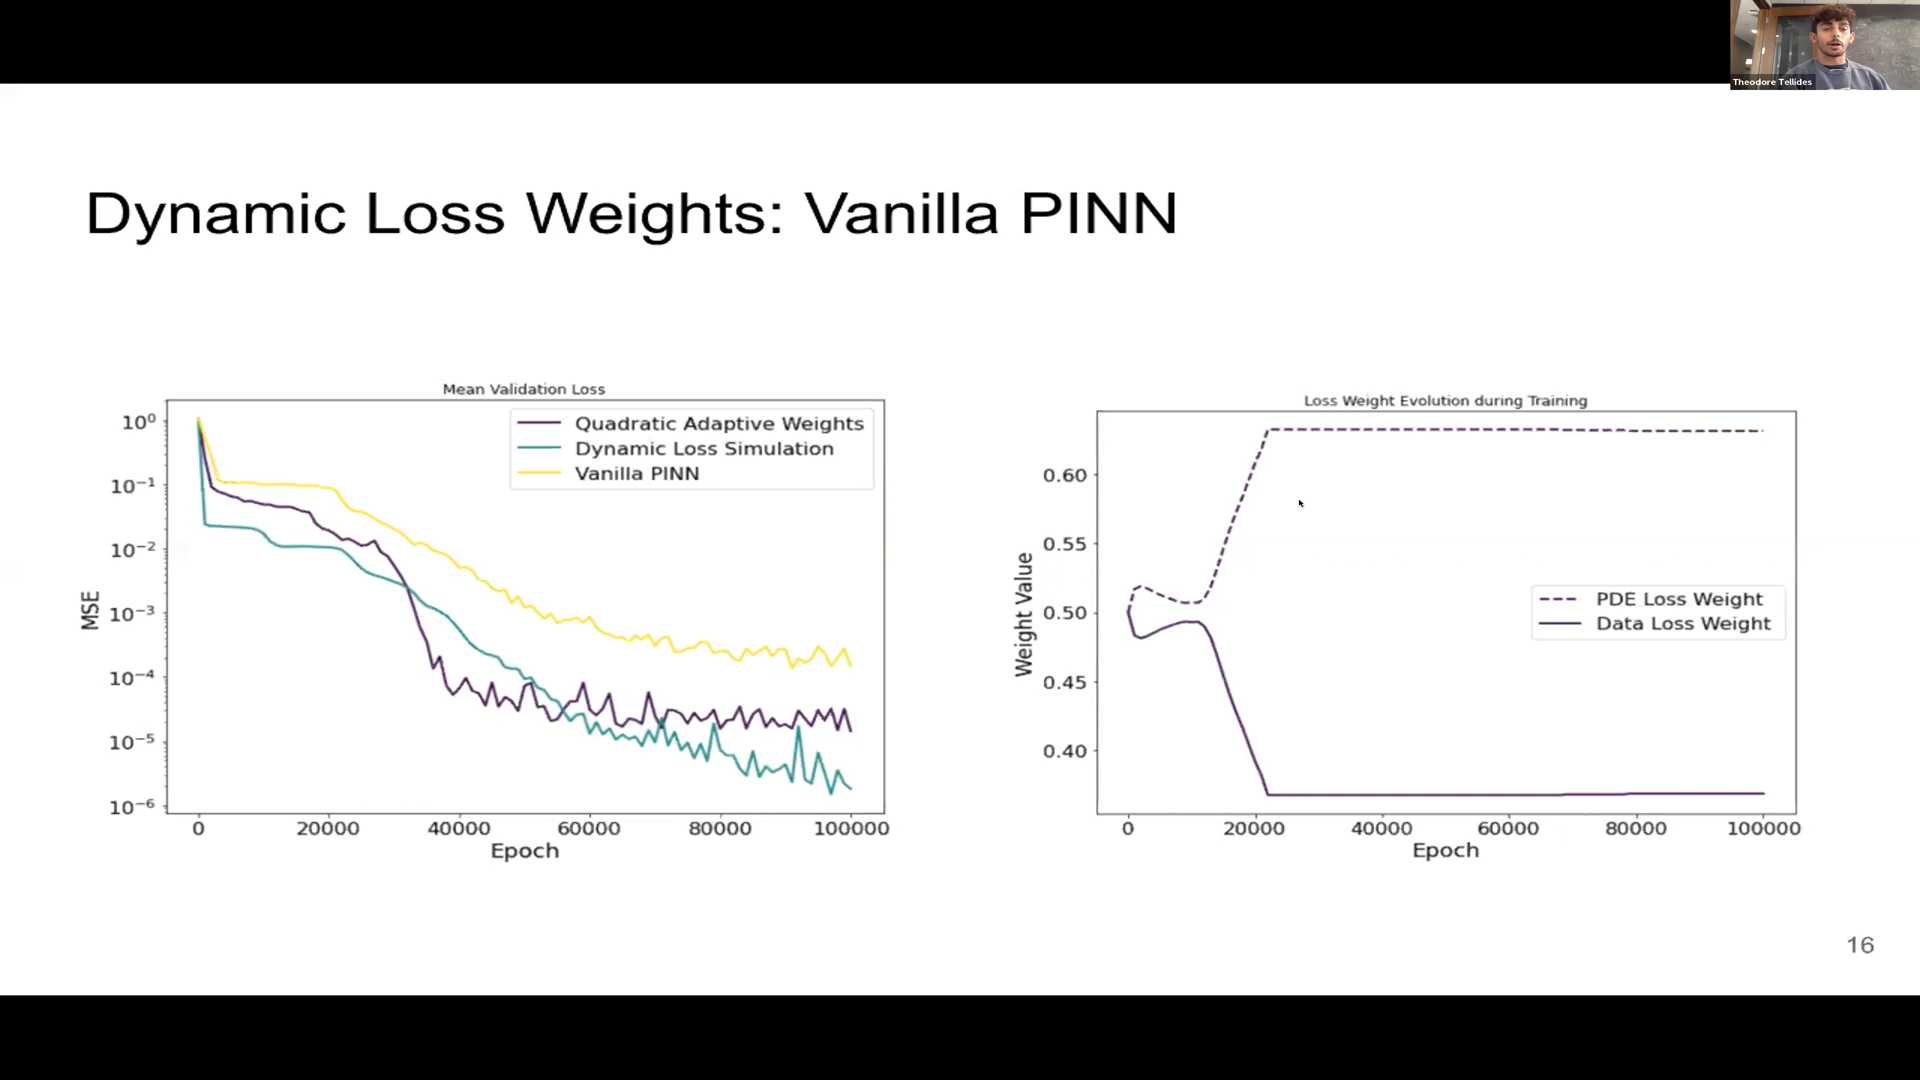 Theodore Tellides
Dynamic Loss Weights: Vanilla PINN
Mean Validation Loss
Quadratic Adaptive Weights
Dynamic Loss Simulation
Vanilla PINN
10⁰
10⁻¹
10⁻²
10⁻³
10⁻⁴
10⁻⁵
10⁻⁶
MSE
0 20000 40000 60000 80000 100000
Epoch
Loss Weight Evolution during Training
0.60
0.55
0.50
0.45
0.40
Weight Value
PDE Loss Weight
Data Loss Weight
0 20000 40000 60000 80000 100000
Epoch
16